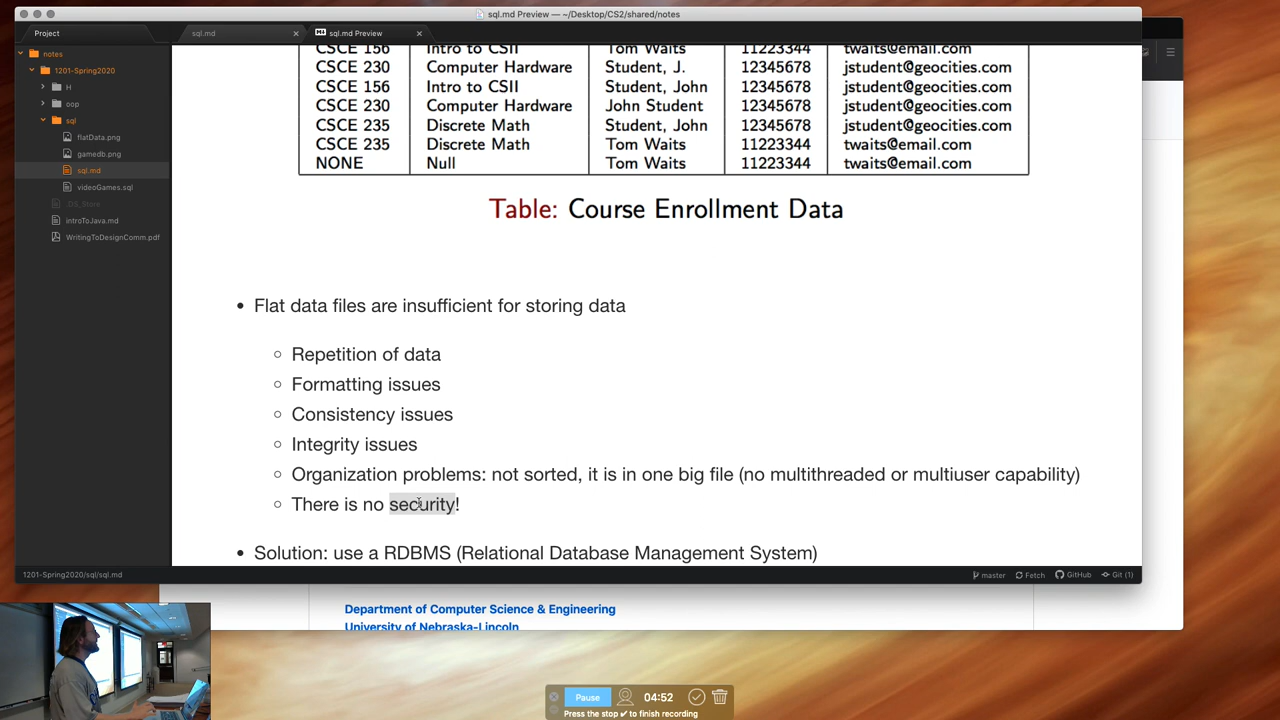 sql.md Preview — ~/Desktop/CS2/shared/notes
Project
sql.md
sql.md Preview
notes
1201-Spring2020
H
oop
sql
flatData.png
gamedb.png
sql.md
videoGames.sql
.DS_Store
introToJava.md
WritingToDesignComm.pdf
CSCE 156 Intro to CSII Tom Waits 11223344 twaits@email.com
CSCE 230 Computer Hardware Student, J. 12345678 jstudent@geocities.com
CSCE 156 Intro to CSII Student, John 12345678 jstudent@geocities.com
CSCE 230 Computer Hardware John Student 12345678 jstudent@geocities.com
CSCE 235 Discrete Math Student, John 12345678 jstudent@geocities.com
CSCE 235 Discrete Math Tom Waits 11223344 twaits@email.com
NONE Null Tom Waits 11223344 twaits@email.com
Table: Course Enrollment Data
• Flat data files are insufficient for storing data
○ Repetition of data
○ Formatting issues
○ Consistency issues
○ Integrity issues
○ Organization problems: not sorted, it is in one big file (no multithreaded or multiuser capability)
○ There is no security!
• Solution: use a RDBMS (Relational Database Management System)
1201-Spring2020/sql/sql.md
master
Fetch
GitHub
Git (1)
Department of Computer Science & Engineering
University of Nebraska-Lincoln
Pause
04:52
Press the stop ✔ to finish recording